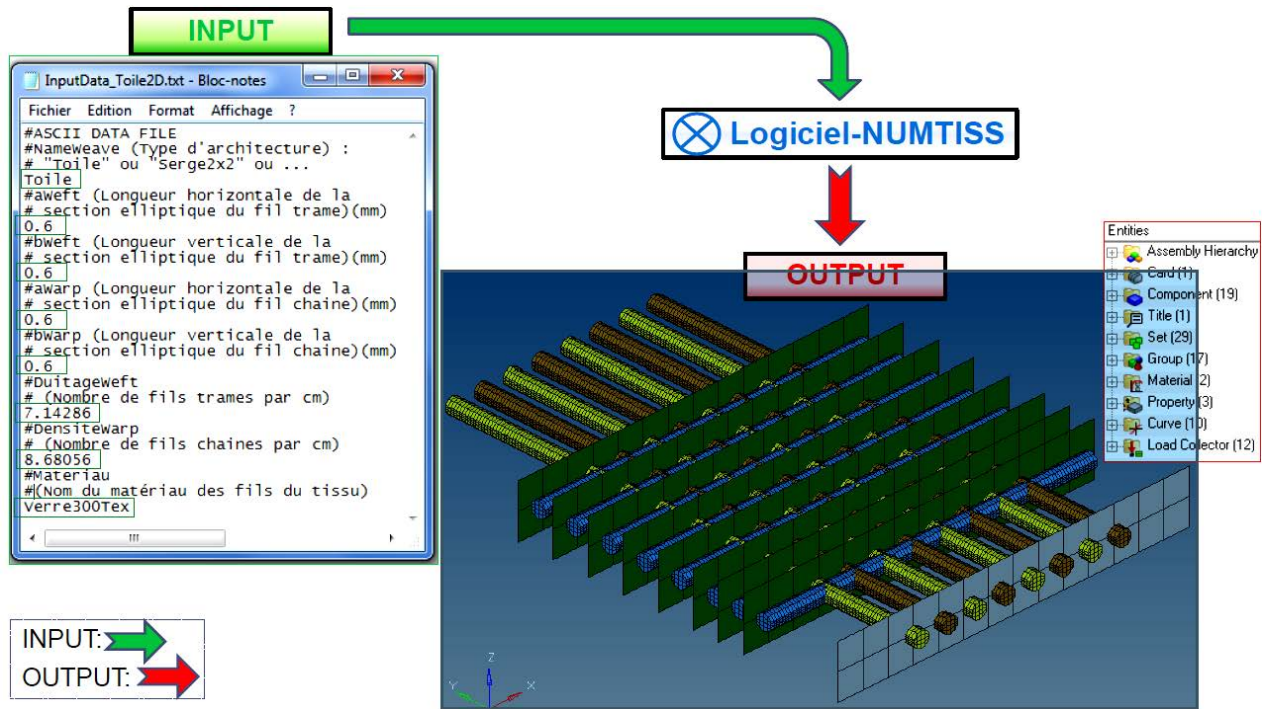 INPUT
InputData_Toile2D.txt - Bloc-notes
Fichier Edition Format Affichage ?
#ASCII DATA FILE
#NameWeave (Type d'architecture) :
# "Toile" ou "Serge2x2" ou ...
Toile
#aWeft (Longueur horizontale de la
# section elliptique du fil trame)(mm)
0.6
#bWeft (Longueur verticale de la
# section elliptique du fil trame)(mm)
0.6
#aWarp (Longueur horizontale de la
# section elliptique du fil chaine)(mm)
0.6
#bWarp (Longueur verticale de la
# section elliptique du fil chaine)(mm)
0.6
#DuitageWeft
# (Nombre de fils trames par cm)
7.14286
#DensiteWarp
# (Nombre de fils chaines par cm)
8.68056
#Materiau
#(Nom du matériau des fils du tissu)
Verre300Tex
Logiciel-NUMTISS
OUTPUT
Entities
Assembly Hierarchy
Card (1)
Component (19)
Title (1)
Set (29)
Group (17)
Material (2)
Property (3)
Curve (10)
Load Collector (12)
Z
Y
X
INPUT:
OUTPUT: